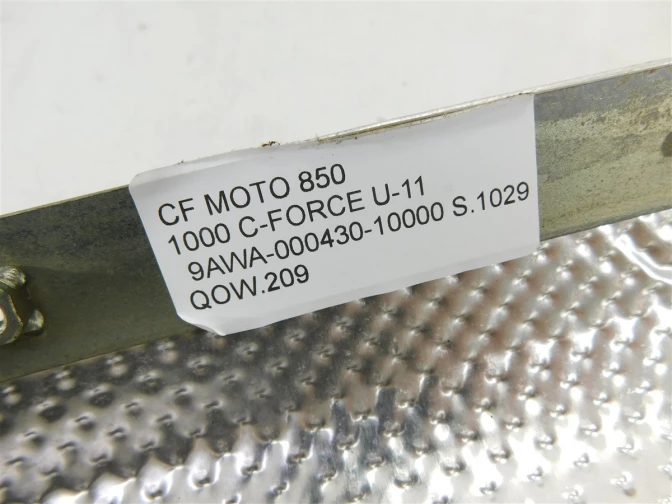 CF MOTO 850
1000 C-FORCE U-11
9AWA-000430-10000 S.1029
QOW.209